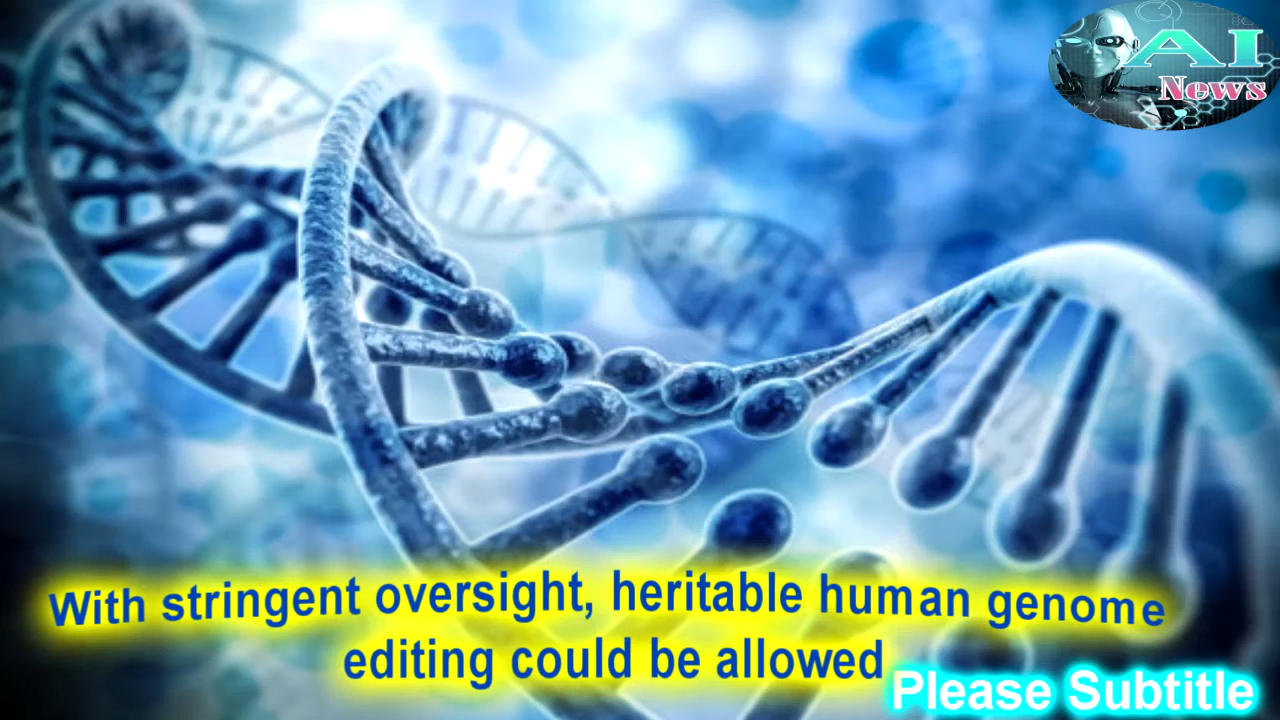 AI
News
With stringent oversight, heritable human genome
editing could be allowed
Please Subtitle